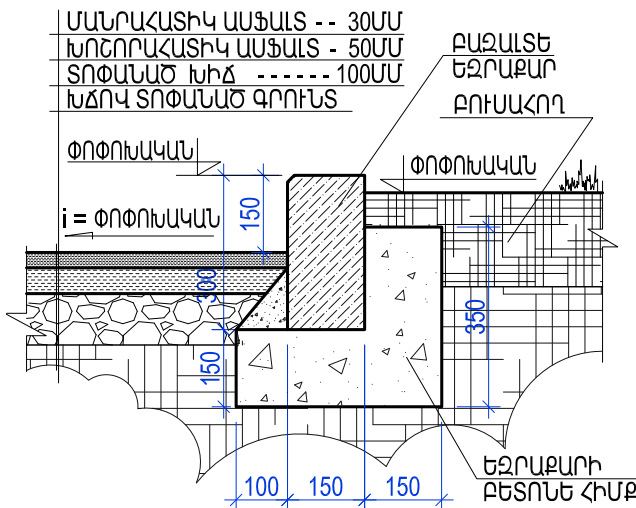 ՄԱՆՐԱՀԱՏԻԿ ԱՍՖԱԼՏ -- 30ՄՄ
ԽՈՇՈՐԱՀԱՏԻԿ ԱՍՖԱԼՏ - 50ՄՄ
ՏՈՓԱՆԱԾ ԽԻՃ ------ 100ՄՄ
ԽՃՈՎ ՏՈՓԱՆԱԾ ԳՐՈՒՆՏ
ԲԱԶԱԼՏԵ
ԵԶՐԱՔԱՐ
ԲՈՒՍԱՀՈՂ
ՓՈՓՈԽԱԿԱՆ
ՓՈՓՈԽԱԿԱՆ
i = ՓՈՓՈԽԱԿԱՆ
150
300
150
350
100
150
150
ԵԶՐԱՔԱՐԻ
ԲԵՏՈՆԵ ՀԻՄՔ